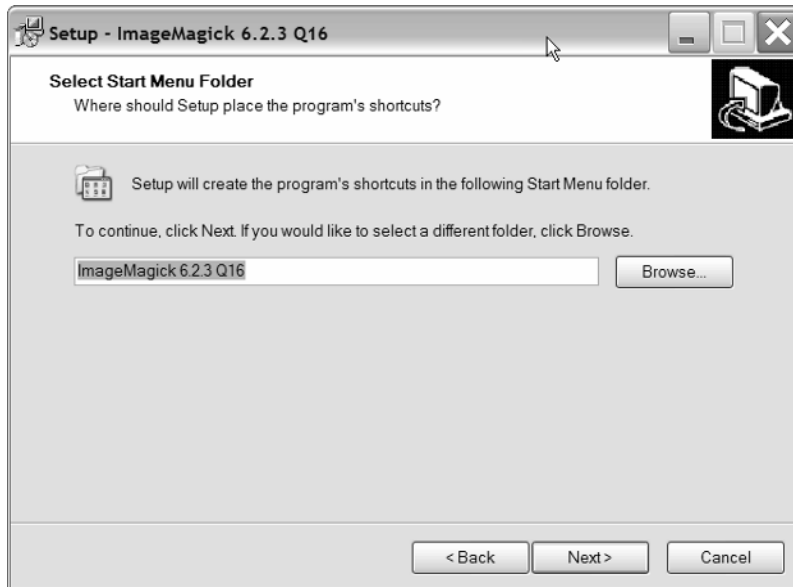 Setup - ImageMagick 6.2.3 Q16
Select Start Menu Folder
Where should Setup place the program's shortcuts?
Setup will create the program's shortcuts in the following Start Menu folder.
To continue, click Next. If you would like to select a different folder, click Browse.
ImageMagick 6.2.3 Q16
Browse...
< Back
Next >
Cancel